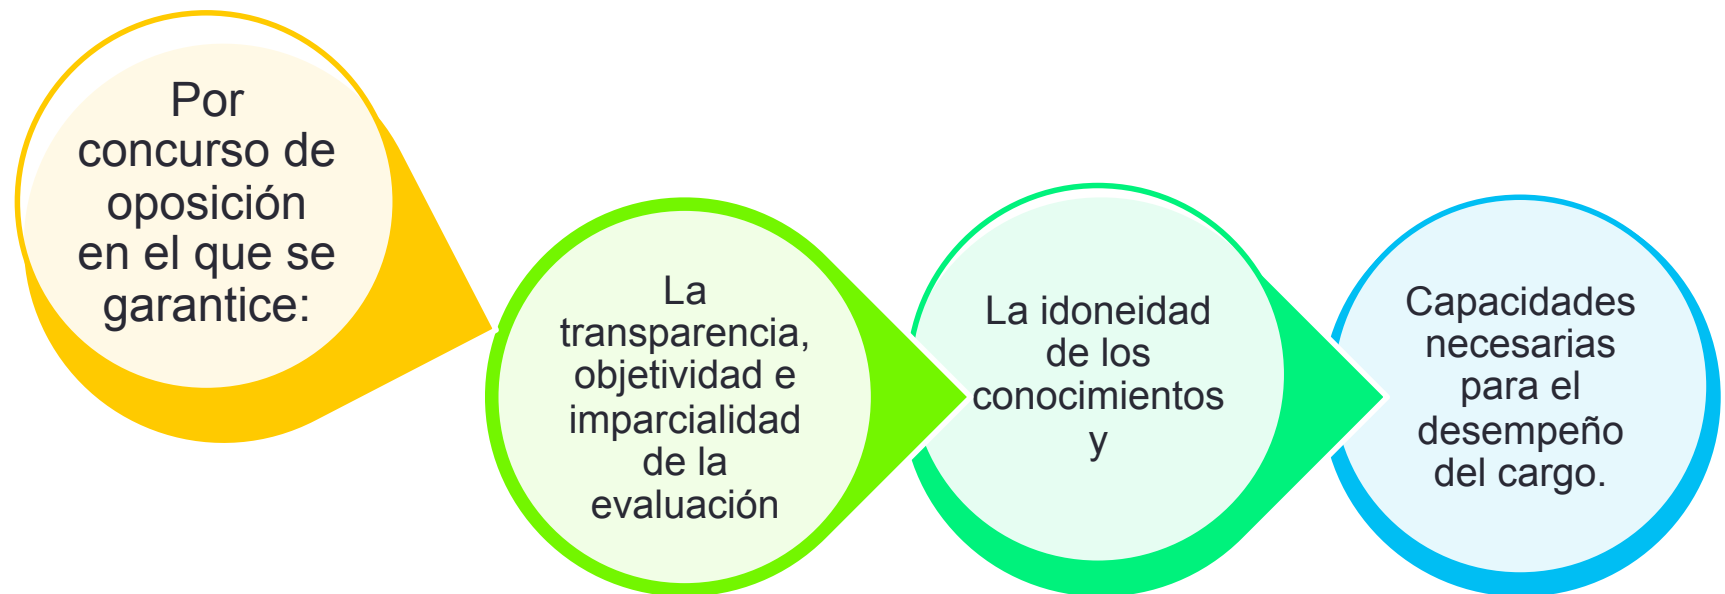 Por
concurso de
oposición
en el que se
garantice:
La
transparencia,
objetividad e
imparcialidad
de la
evaluación
La idoneidad
de los
conocimientos
y
Capacidades
necesarias
para el
desempeño
del cargo.